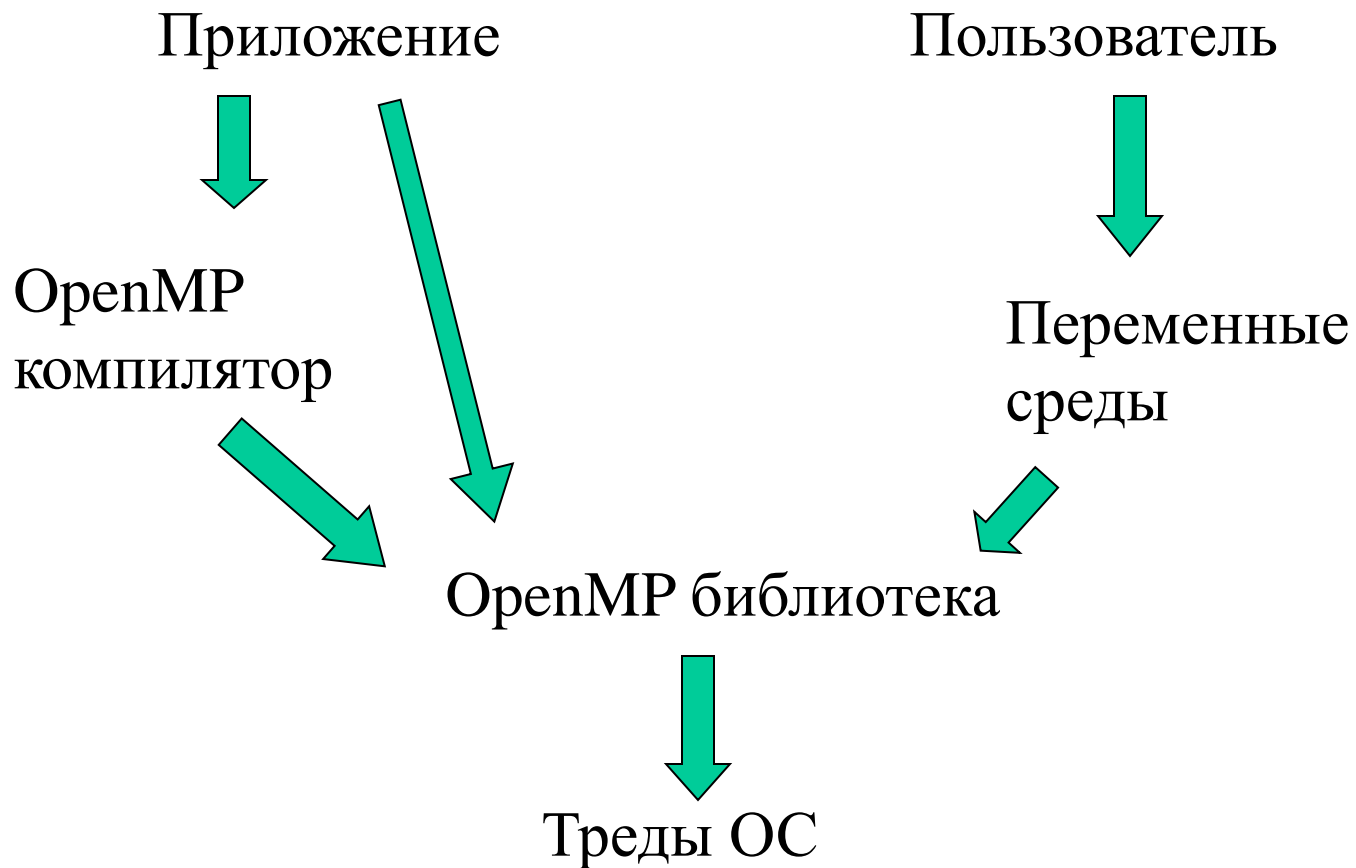 Приложение
Пользователь
OpenMP
компилятор
Переменные
среды
OpenMP библиотека
Треды ОС